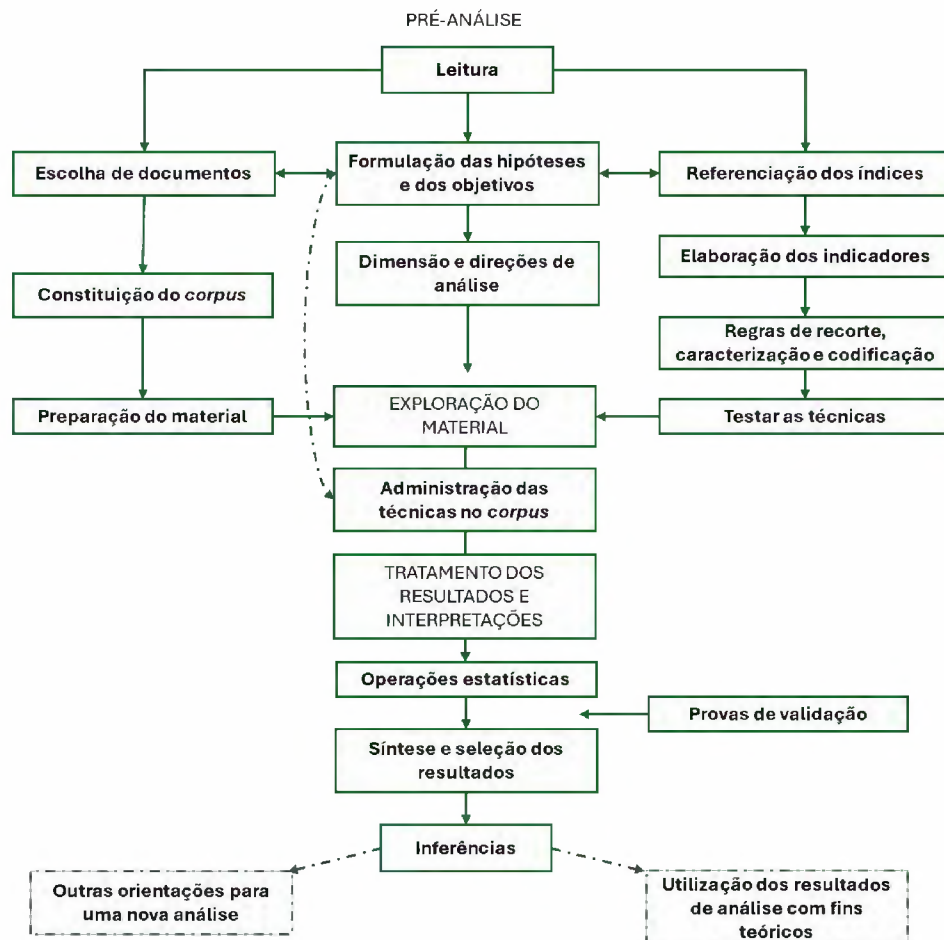 PRÉ-ANÁLISE
Leitura
Escolha de documentos
Formulação das hipóteses
e dos objetivos
Referenciação dos índices
Dimensão e direções de
análise
Elaboração dos indicadores
Constituição do corpus
Regras de recorte,
caracterização e codificação
Preparação do material
EXPLORAÇÃO DO
MATERIAL
Testar as técnicas
Administração das
técnicas no corpus
TRATAMENTO DOS
RESULTADOS E
INTERPRETAÇÕES
Operações estatísticas
Provas de validação
Síntese e seleção dos
resultados
Inferências
Outras orientações para
uma nova análise
Utilização dos resultados
de análise com fins
teóricos